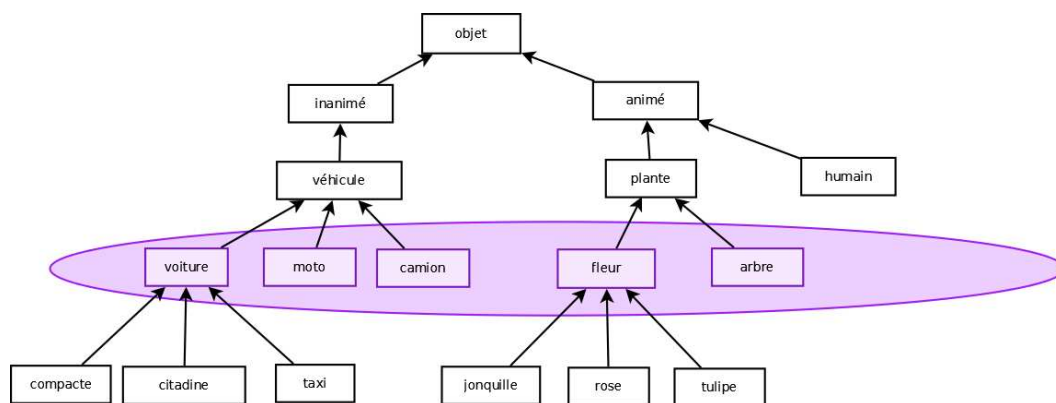 objet
inanimé
animé
véhicule
plante
humain
voiture
moto
camion
fleur
arbre
compacte
citadine
taxi
jonquille
rose
tulipe